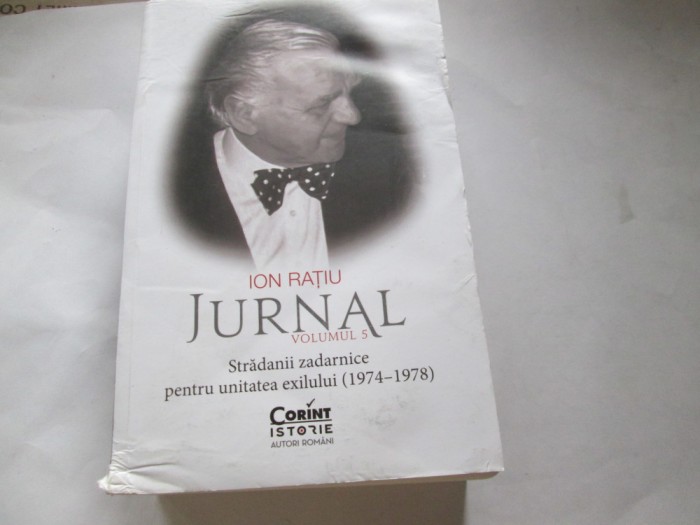 ION RAȚIU
JURNAL
VOLUMUL 5
Strădanii zadarnice
pentru unitatea exilului (1974–1978)
CORINT
ISTORIE
AUTORI ROMÂNI